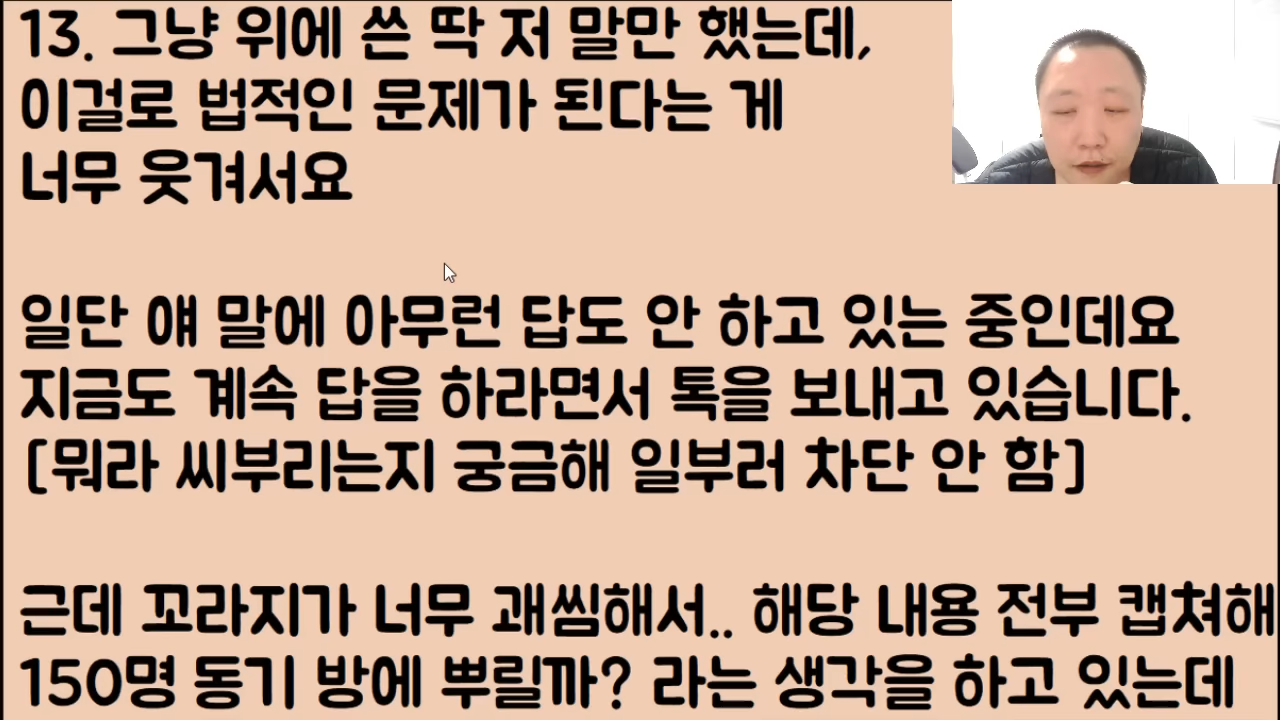 13. 그냥 위에 쓴 딱 저 말만 했는데,
이걸로 법적인 문제가 된다는 게
너무 웃겨서요
일단 얘 말에 아무런 답도 안 하고 있는 중인데요
지금도 계속 답을 하라면서 톡을 보내고 있습니다.
[뭐라 씨부리는지 궁금해 일부러 차단 안 함]
근데 꼬라지가 너무 괘씸해서.. 해당 내용 전부 캡쳐해
150명 동기 방에 뿌릴까? 라는 생각을 하고 있는데